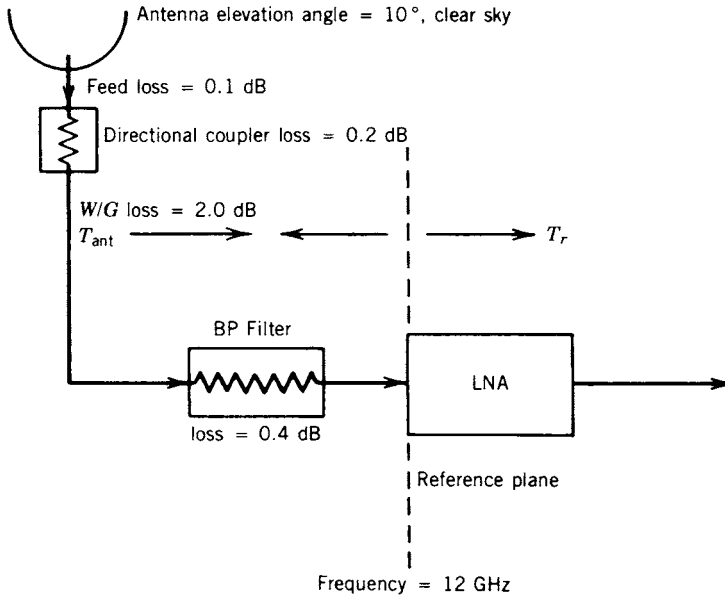 Antenna elevation angle = 10°, clear sky
Feed loss = 0.1 dB
Directional coupler loss = 0.2 dB
W/G loss = 2.0 dB
T_ant
T_r
BP Filter
LNA
loss = 0.4 dB
Reference plane
Frequency = 12 GHz